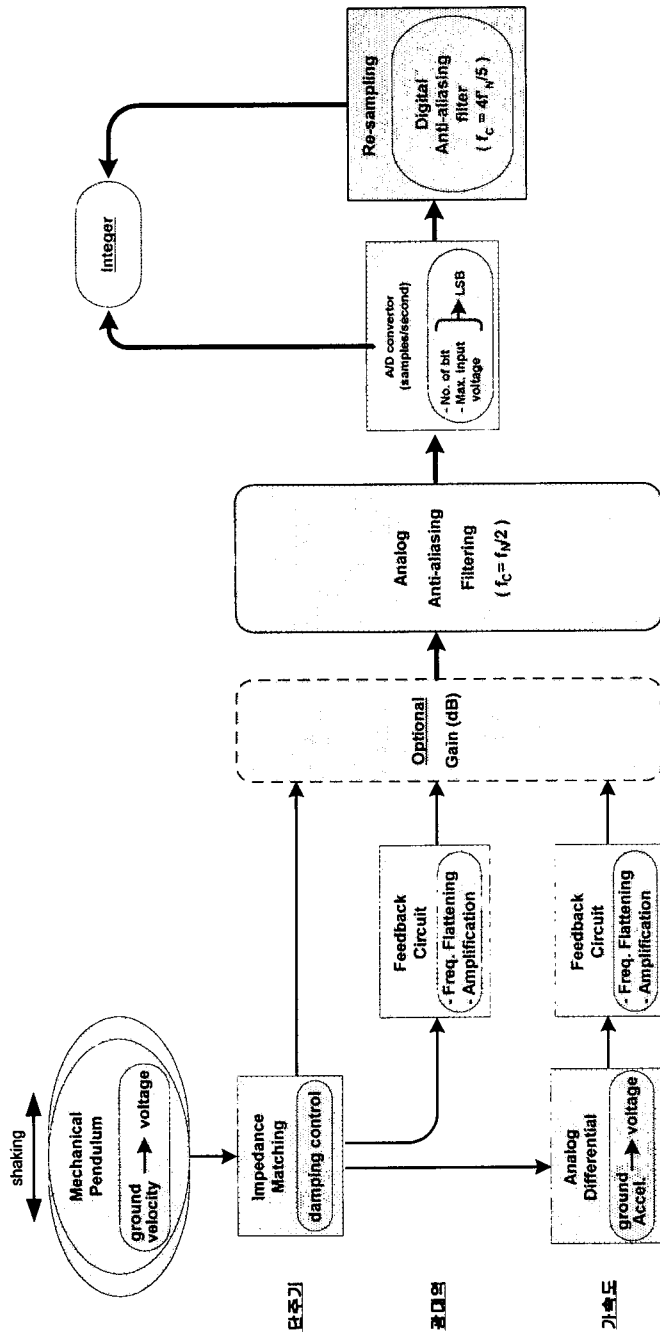 shaking
Mechanical
Pendulum
ground
velocity
voltage
단주기
Impedance
Matching
damping control
광대역
Feedback
Circuit
- Freq. Flattening
- Amplification
가속도
Analog
Differential
ground
Accel.
voltage
Feedback
Circuit
- Freq. Flattening
- Amplification
Optional
Gain (dB)
Analog
Anti-aliasing
Filtering
( fC = fN/2 )
A/D convertor
(samples/second)
- No. of bit
- Max. input
voltage
LSB
Integer
Re-sampling
Digital
Anti-aliasing
filter
( fC = 4f'N/5 )